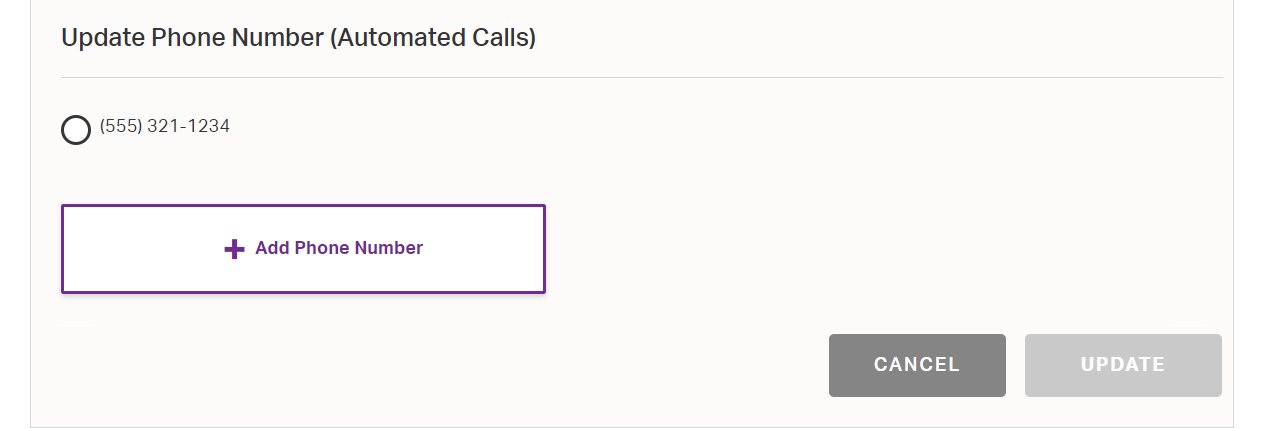 Update Phone Number (Automated Calls)
(555) 321-1234
Add Phone Number
CANCEL
UPDATE